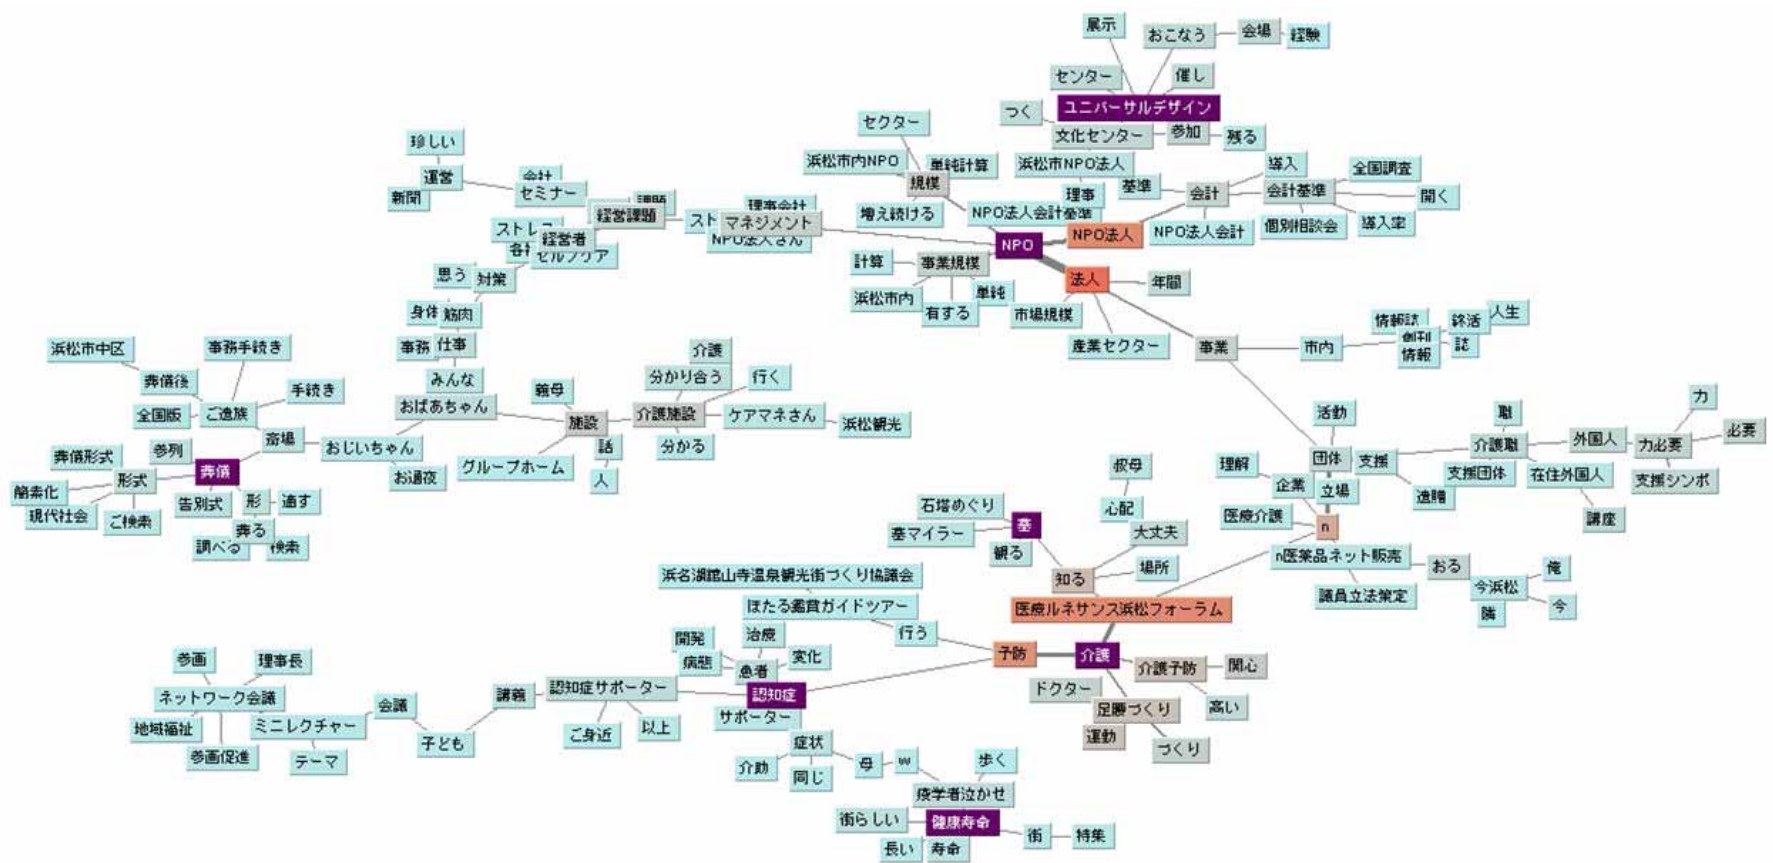 展示
おこなう
会場
経験
センター
催し
ユニバーサルデザイン
つく
文化センター
参加
残る
セクター
浜松市内NPO
単純計算
規模
増え続ける
浜松市NPO法人
理事
基準
会計
導入
会計基準
全国調査
開く
導入率
個別相談会
NPO法人会計
NPO法人会計基準
NPO法人
NPO
珍しい
運営
新聞
会社
セミナー
課題
経営課題
理事会社
マネジメント
NPO法人さん
ストレス
経営者
セルフケア
思う
対策
身体
筋肉
事務
仕事
みんな
計算
事業規模
浜松市内
有する
単純
法人
年間
市場規模
産業セクター
事業
市内
情報誌
創刊
情報
終活
誌
人生
浜松市中区
事務手続き
葬儀後
手続き
全国版
ご遺族
斎場
参列
葬儀
葬儀形式
形式
簡素化
現代社会
ご検索
告別式
形
適す
葬る
調べる
検索
おばあちゃん
おじいちゃん
お通夜
義母
施設
グループホーム
話
人
介護
分かり合う
行く
介護施設
ケアマネさん
浜松観光
分かる
活動
団体
理解
企業
立場
医療介護
n
支援
遺贈
支援団体
職
介護職
在住外国人
講座
外国人
力
力必要
必要
支援シンポ
n医薬品ネット販売
議員立法策定
おる
今浜松
俺
今
隣
叔母
心配
石塔めぐり
墓
墓マイラー
観る
大丈夫
知る
場所
医療ルネサンス浜松フォーラム
浜名湖舘山寺温泉観光街づくり協議会
ほたる鑑賞ガイドツアー
行う
予防
介護
介護予防
関心
高い
ドクター
足腰づくり
運動
づくり
開発
治療
病態
患者
変化
認知症
認知症サポーター
サポーター
ご身近
以上
講義
子ども
会議
参画
理事長
ネットワーク会議
地域福祉
参画促進
ミニレクチャー
テーマ
症状
介助
同じ
母
w
歩く
疫学者泣かせ
街らしい
健康寿命
長い
寿命
街
特集